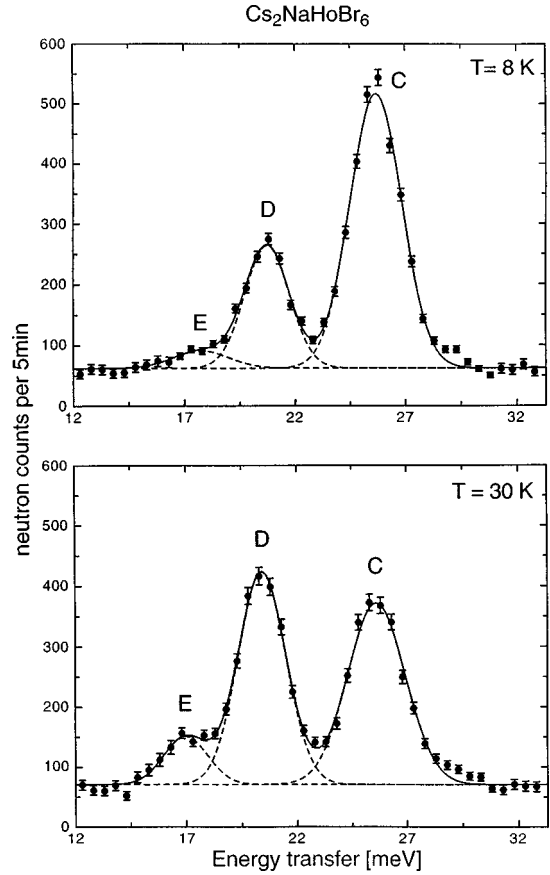 Cs₂NaHoBr₆
600
500
400
300
200
100
0
T= 8 K
C
D
E
12 17 22 27 32
neutron counts per 5min
600
500
400
300
200
100
0
T = 30 K
D
C
E
12 17 22 27 32
Energy transfer [meV]